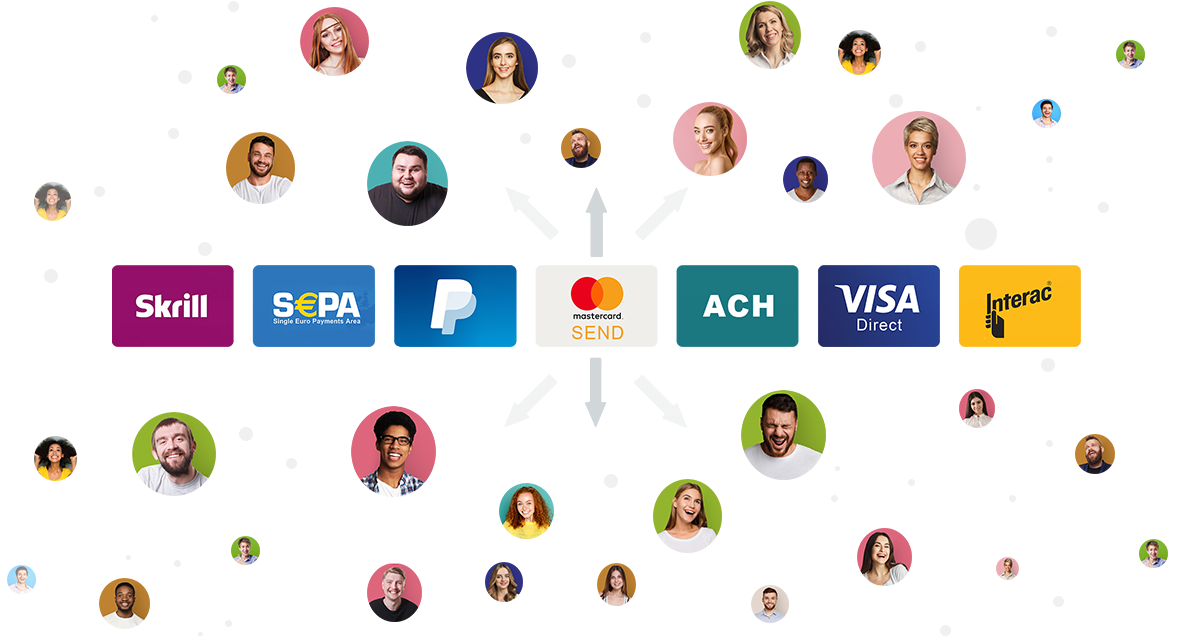 Skrill
S€PA
Single Euro Payments Area
P
mastercard.
SEND
ACH
VISA
Direct
Interac®